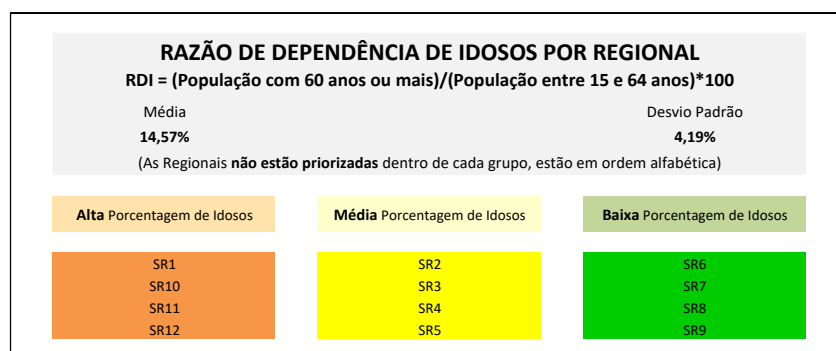 RAZÃO DE DEPENDÊNCIA DE IDOSOS POR REGIONAL
RDI = (População com 60 anos ou mais)/(População entre 15 e 64 anos)*100
Média Desvio Padrão
14,57% 4,19%
(As Regionais não estão priorizadas dentro de cada grupo, estão em ordem alfabética)
Alta Porcentagem de Idosos Média Porcentagem de Idosos Baixa Porcentagem de Idosos
SR1 SR2 SR6
SR10 SR3 SR7
SR11 SR4 SR8
SR12 SR5 SR9